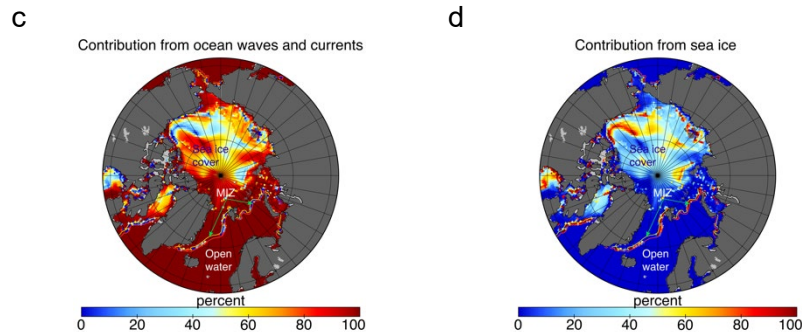 c
Contribution from ocean waves and currents
Sea ice
cover
MIZ
Open
water
percent
0 20 40 60 80 100
d
Contribution from sea ice
Sea ice
cover
MIZ
Open
water
percent
0 20 40 60 80 100